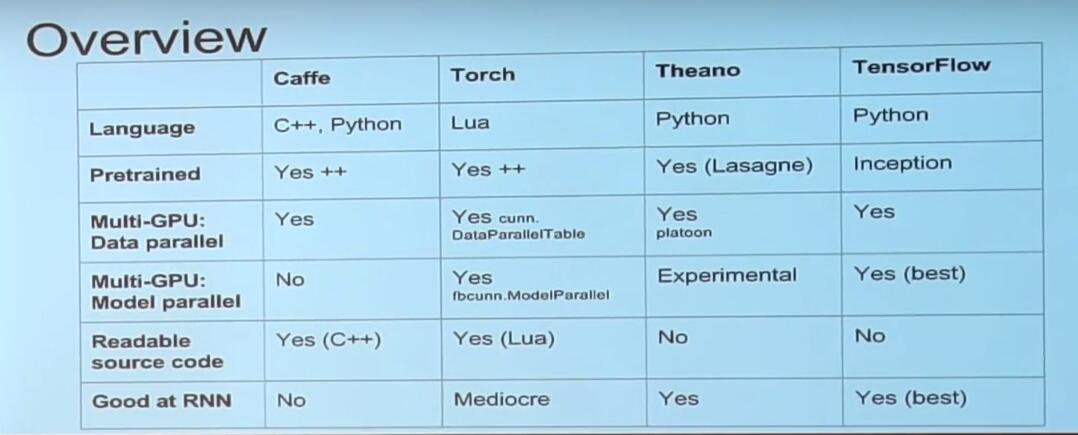 Overview
Caffe Torch Theano TensorFlow
Language C++, Python Lua Python Python
Pretrained Yes ++ Yes ++ Yes (Lasagne) Inception
Multi-GPU: Yes Yes cunn. Yes Yes
Data parallel DataParallelTable platoon
Multi-GPU: No Yes Experimental Yes (best)
Model parallel fbcunn.ModelParallel
Readable Yes (C++) Yes (Lua) No No
source code
Good at RNN No Mediocre Yes Yes (best)